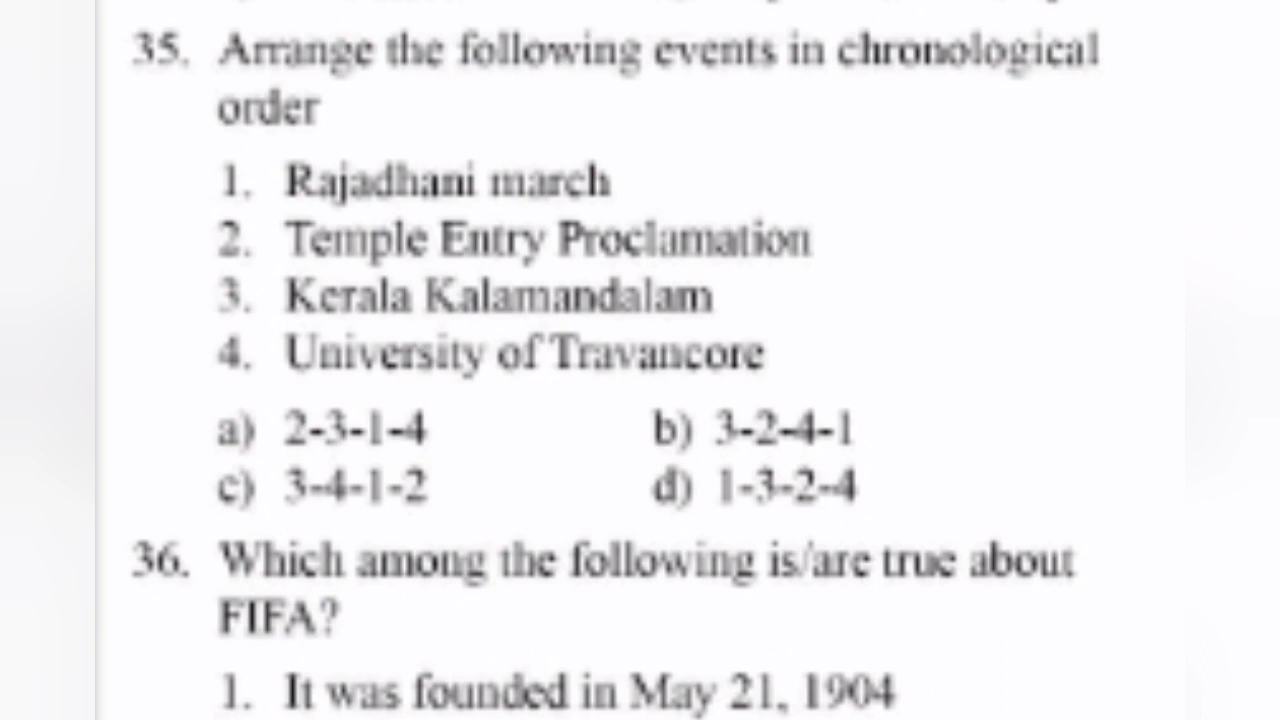 35. Arrange the following events in chronological
order
1. Rajadhani march
2. Temple Entry Proclamation
3. Kerala Kalamandalam
4. University of Travancore
a) 2-3-1-4 b) 3-2-4-1
c) 3-4-1-2 d) 1-3-2-4
36. Which among the following is/are true about
FIFA?
1. It was founded in May 21, 1904